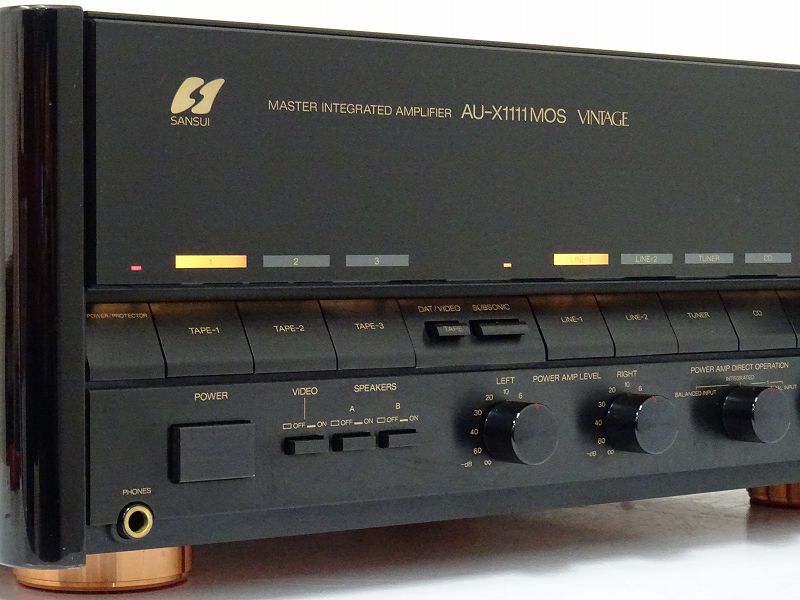 SANSUI
MASTER INTEGRATED AMPLIFIER AU-X1111MOS VINTAGE
1 2 3 LINE-1 LINE-2 TUNER CD
POWER/PROTECTOR TAPE-1 TAPE-2 TAPE-3
DAT/VIDEO SUBSONIC
TAPE
LINE-1 LINE-2 TUNER CD
POWER
VIDEO SPEAKERS
A B
OFF ON OFF ON OFF ON
LEFT POWER AMP LEVEL RIGHT
-dB ∞ 60 40 30 20 10 6
-dB ∞ 60 40 30 20 10 6
POWER AMP DIRECT OPERATION
INTEGRATED
BALANCED INPUT INPUT
PHONES